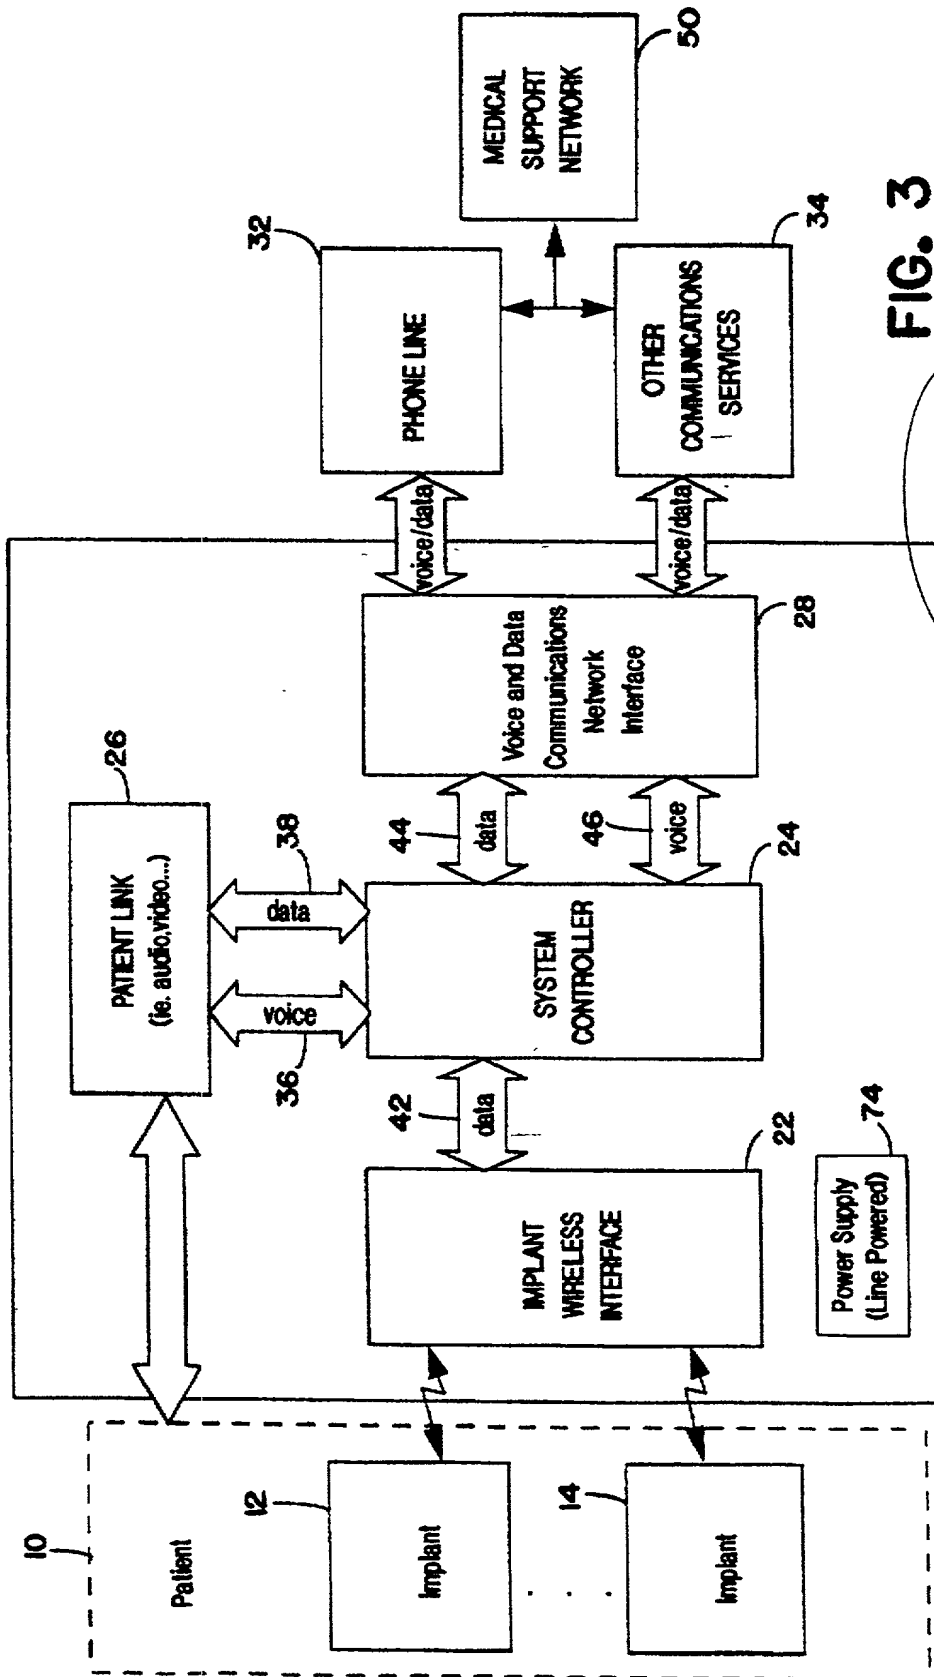 10
Patient
12
Implant
14
Implant
PATIENT LINK
(ie. audio,video...)
26
voice
36
data
38
IMPLANT
WIRELESS
INTERFACE
22
42
data
SYSTEM
CONTROLLER
24
44
data
46
voice
Voice and Data
Communications
Network
Interface
28
Power Supply
(Line Powered)
74
voice/data
voice/data
PHONE LINE
32
OTHER
COMMUNICATIONS
SERVICES
34
MEDICAL
SUPPORT
NETWORK
50
FIG. 3